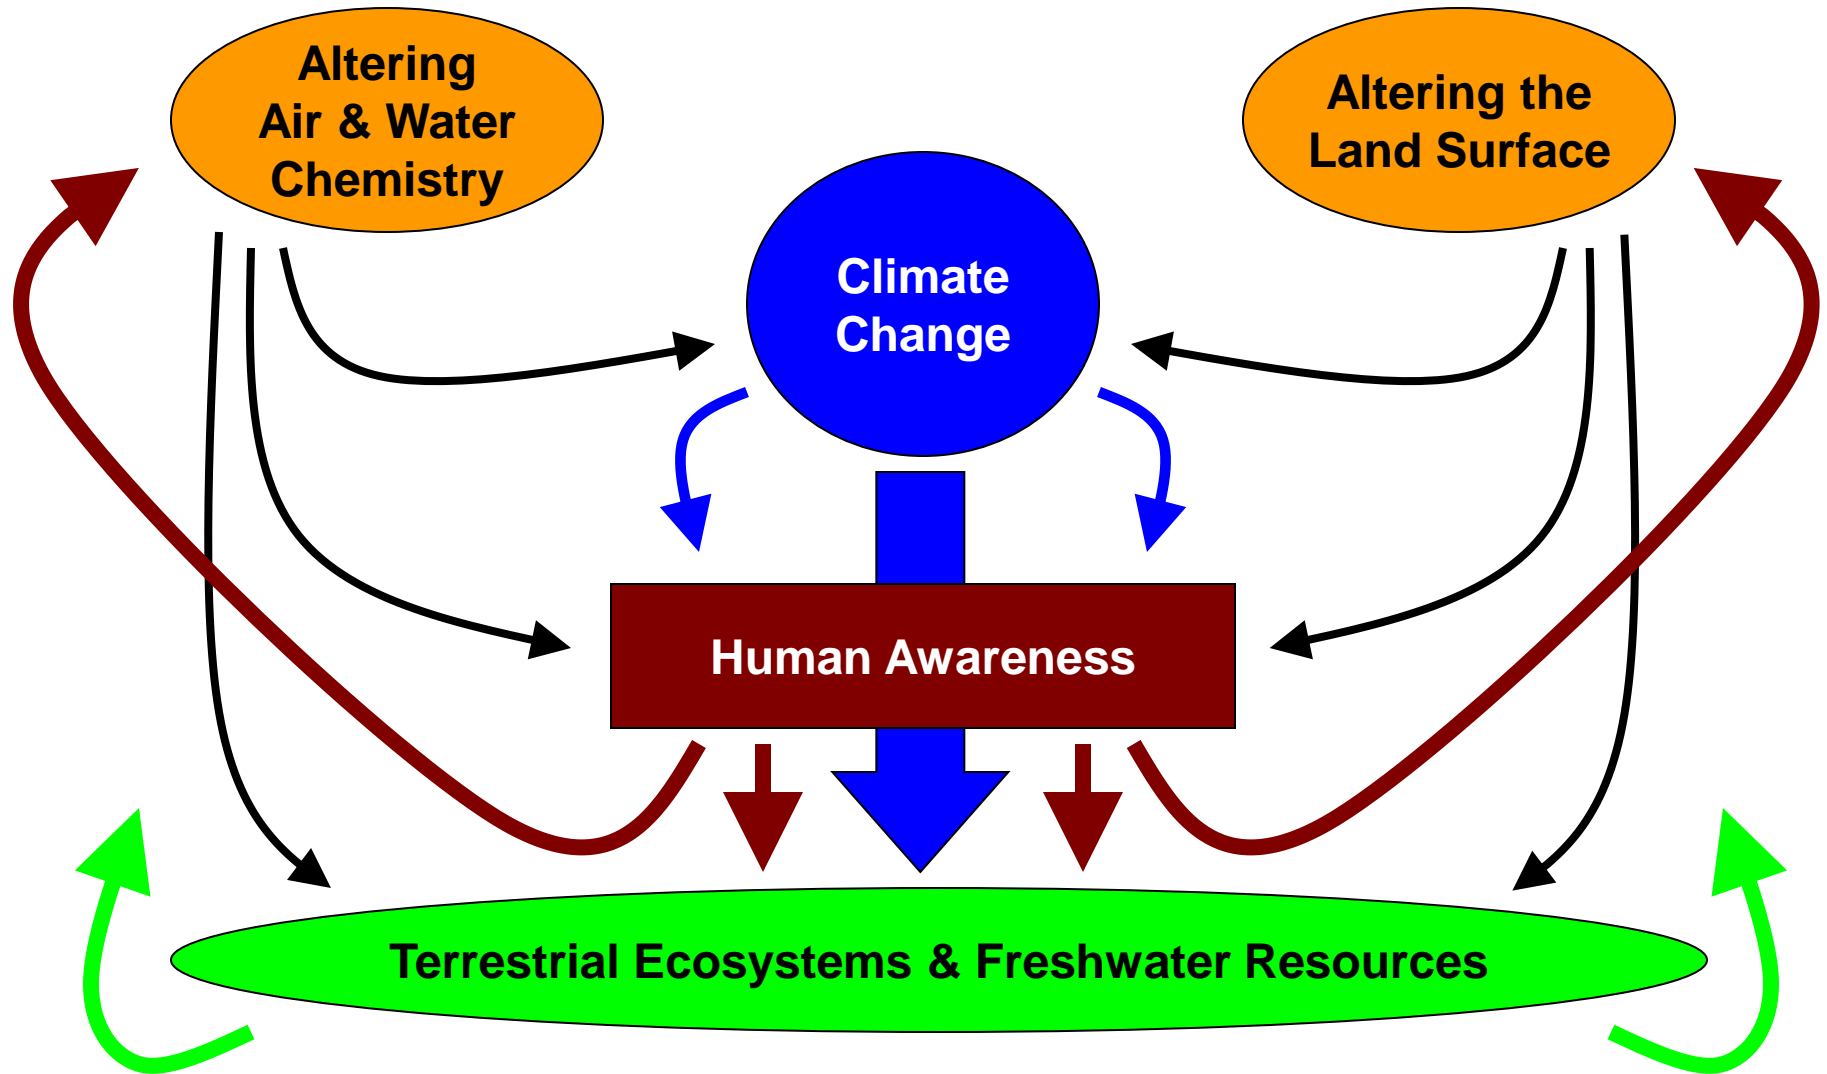 Altering
Air & Water
Chemistry
Altering the
Land Surface
Climate
Change
Human Awareness
Terrestrial Ecosystems & Freshwater Resources